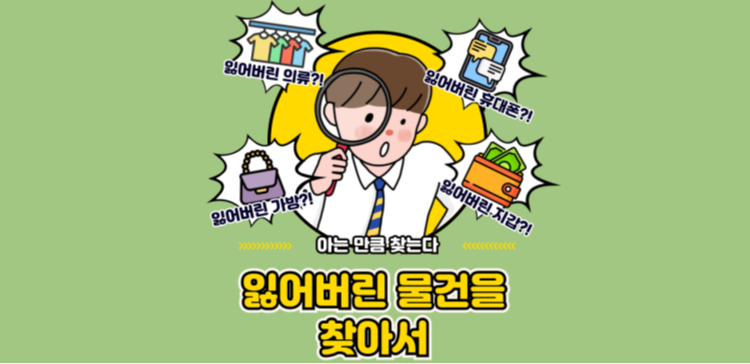 잃어버린 의류?!
잃어버린 휴대폰?!
잃어버린 가방?!
잃어버린 지갑?!
아는 만큼 찾는다
잃어버린 물건을
찾아서